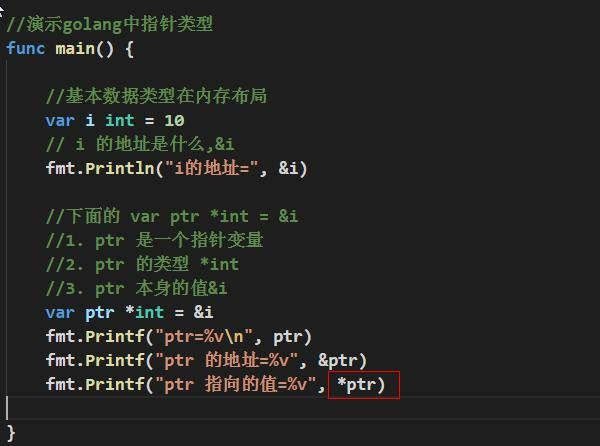 //演示golang中指针类型
func main() {
//基本数据类型在内存布局
var i int = 10
// i 的地址是什么,&i
fmt.Println("i的地址=", &i)
//下面的 var ptr *int = &i
//1. ptr 是一个指针变量
//2. ptr 的类型 *int
//3. ptr 本身的值&i
var ptr *int = &i
fmt.Printf("ptr=%v\n", ptr)
fmt.Printf("ptr 的地址=%v", &ptr)
fmt.Printf("ptr 指向的值=%v", *ptr)
}